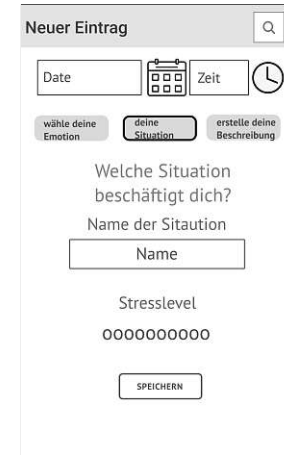 Neuer Eintrag
Date
Zeit
wähle deine
Emotion
deine
Situation
erstelle deine
Beschreibung
Welche Situation
beschäftigt dich?
Name der Sitaution
Name
Stresslevel
oooooooooo
SPEICHERN